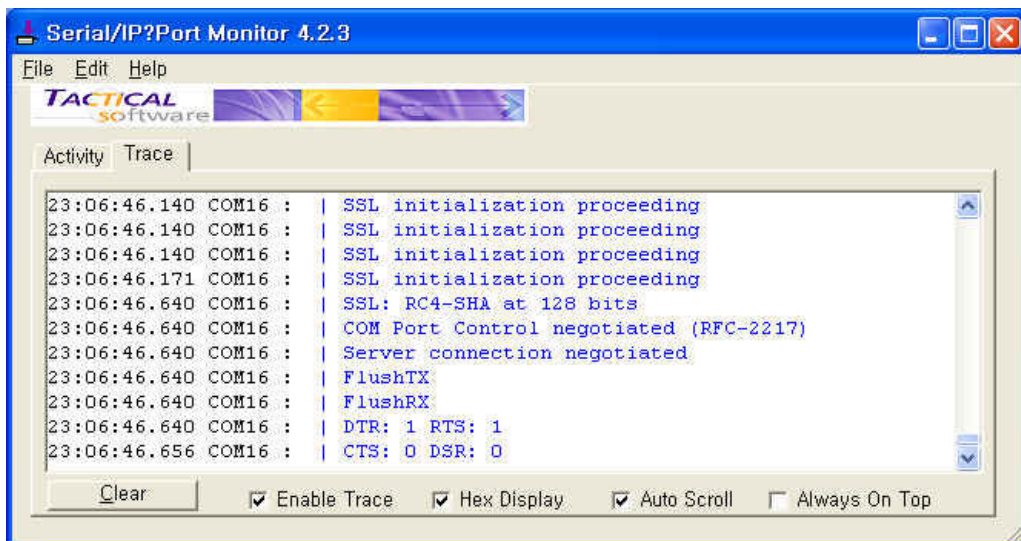 Serial/IP?Port Monitor 4.2.3
File Edit Help
TACTICAL
software
Activity Trace
23:06:46.140 COM16 : | SSL initialization proceeding
23:06:46.140 COM16 : | SSL initialization proceeding
23:06:46.140 COM16 : | SSL initialization proceeding
23:06:46.171 COM16 : | SSL initialization proceeding
23:06:46.640 COM16 : | SSL: RC4-SHA at 128 bits
23:06:46.640 COM16 : | COM Port Control negotiated (RFC-2217)
23:06:46.640 COM16 : | Server connection negotiated
23:06:46.640 COM16 : | FlushTX
23:06:46.640 COM16 : | FlushRX
23:06:46.640 COM16 : | DTR: 1 RTS: 1
23:06:46.656 COM16 : | CTS: 0 DSR: 0
Clear Enable Trace Hex Display Auto Scroll Always On Top